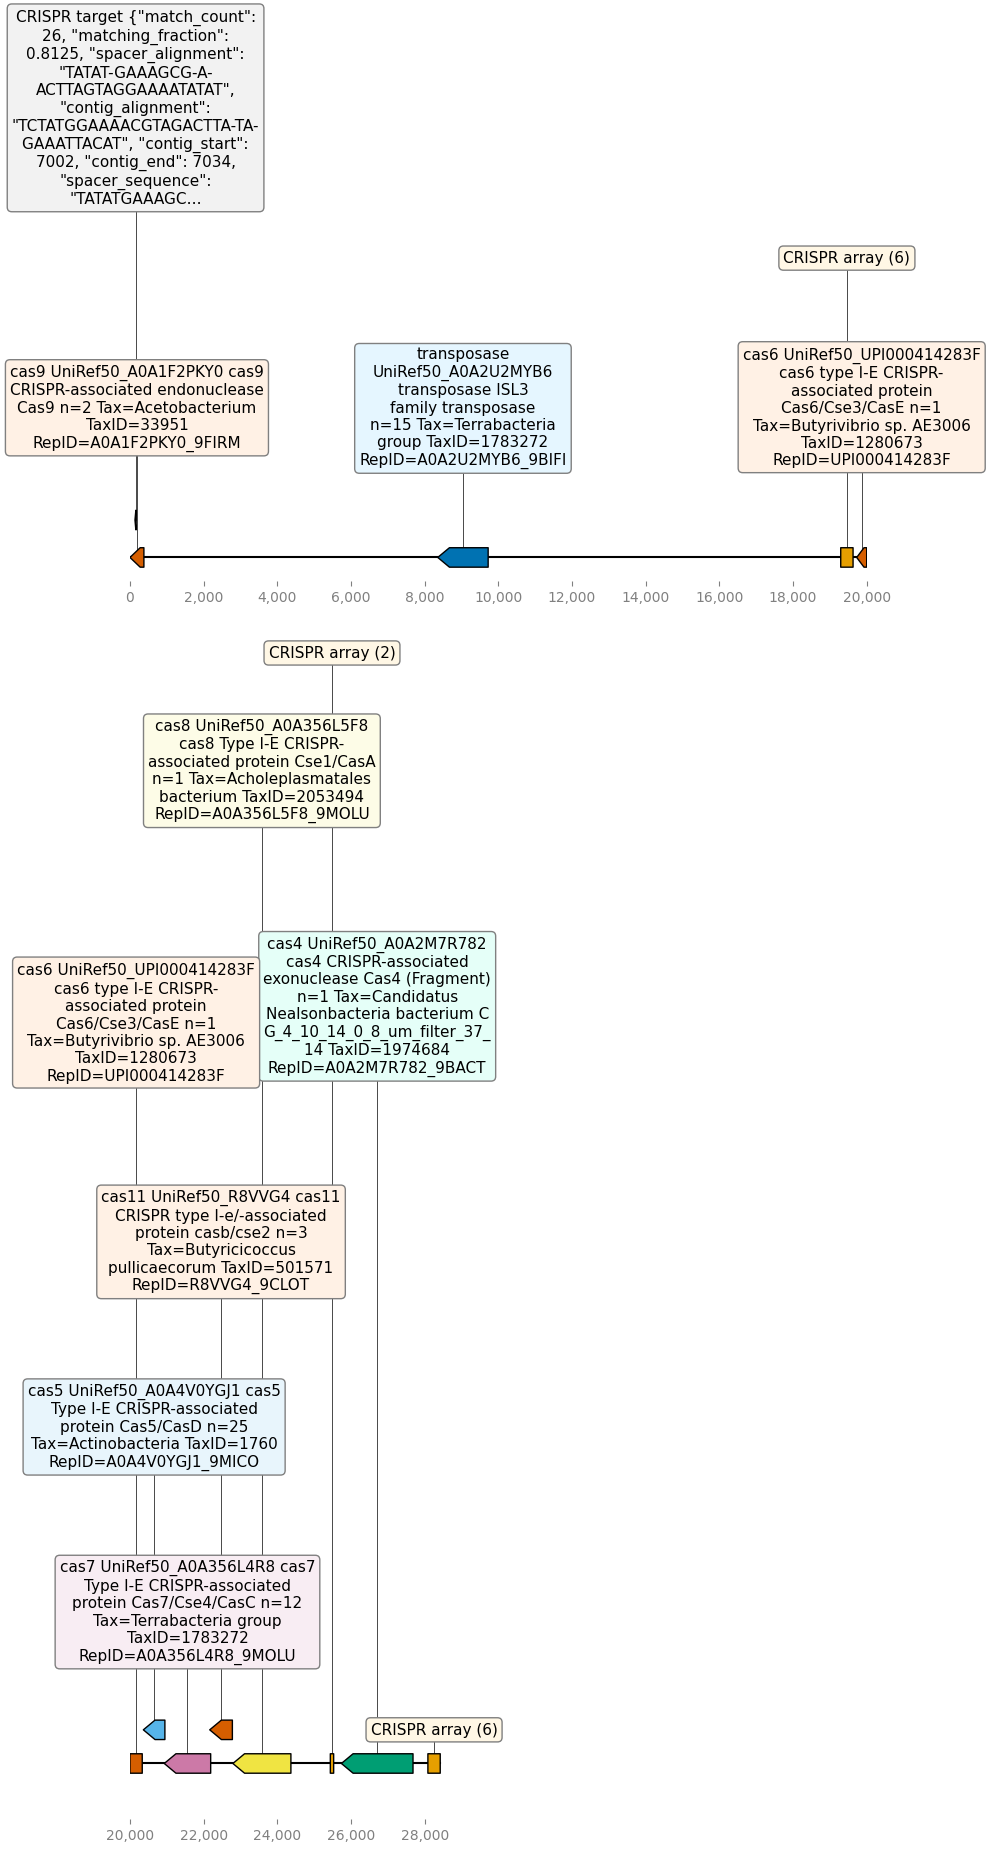 CRISPR target {"match_count":
26, "matching_fraction":
0.8125, "spacer_alignment":
"TATAT-GAAAGCG-A-
ACTTAGTAGGAAAATATAT",
"contig_alignment":
"TCTATGGAAAACGTAGACTTA-TA-
GAAATTACAT", "contig_start":
7002, "contig_end": 7034,
"spacer_sequence":
"TATATGAAAGC...
CRISPR array (6)
cas9 UniRef50_A0A1F2PKY0 cas9
CRISPR-associated endonuclease
Cas9 n=2 Tax=Acetobacterium
TaxID=33951
RepID=A0A1F2PKY0_9FIRM
transposase
UniRef50_A0A2U2MYB6
transposase ISL3
family transposase
n=15 Tax=Terrabacteria
group TaxID=1783272
RepID=A0A2U2MYB6_9BIFI
cas6 UniRef50_UPI000414283F
cas6 type I-E CRISPR-
associated protein
Cas6/Cse3/CasE n=1
Tax=Butyrivibrio sp. AE3006
TaxID=1280673
RepID=UPI000414283F
0 2,000 4,000 6,000 8,000 10,000 12,000 14,000 16,000 18,000 20,000
CRISPR array (2)
cas8 UniRef50_A0A356L5F8
cas8 Type I-E CRISPR-
associated protein Cse1/CasA
n=1 Tax=Acholeplasmatales
bacterium TaxID=2053494
RepID=A0A356L5F8_9MOLU
cas4 UniRef50_A0A2M7R782
cas4 CRISPR-associated
exonuclease Cas4 (Fragment)
n=1 Tax=Candidatus
Nealsonbacteria bacterium C
G_4_10_14_0_8_um_filter_37_
14 TaxID=1974684
RepID=A0A2M7R782_9BACT
cas6 UniRef50_UPI000414283F
cas6 type I-E CRISPR-
associated protein
Cas6/Cse3/CasE n=1
Tax=Butyrivibrio sp. AE3006
TaxID=1280673
RepID=UPI000414283F
cas11 UniRef50_R8VVG4 cas11
CRISPR type I-e/-associated
protein casb/cse2 n=3
Tax=Butyricicoccus
pullicaecorum TaxID=501571
RepID=R8VVG4_9CLOT
cas5 UniRef50_A0A4V0YGJ1 cas5
Type I-E CRISPR-associated
protein Cas5/CasD n=25
Tax=Actinobacteria TaxID=1760
RepID=A0A4V0YGJ1_9MICO
cas7 UniRef50_A0A356L4R8 cas7
Type I-E CRISPR-associated
protein Cas7/Cse4/CasC n=12
Tax=Terrabacteria group
TaxID=1783272
RepID=A0A356L4R8_9MOLU
CRISPR array (6)
20,000 22,000 24,000 26,000 28,000